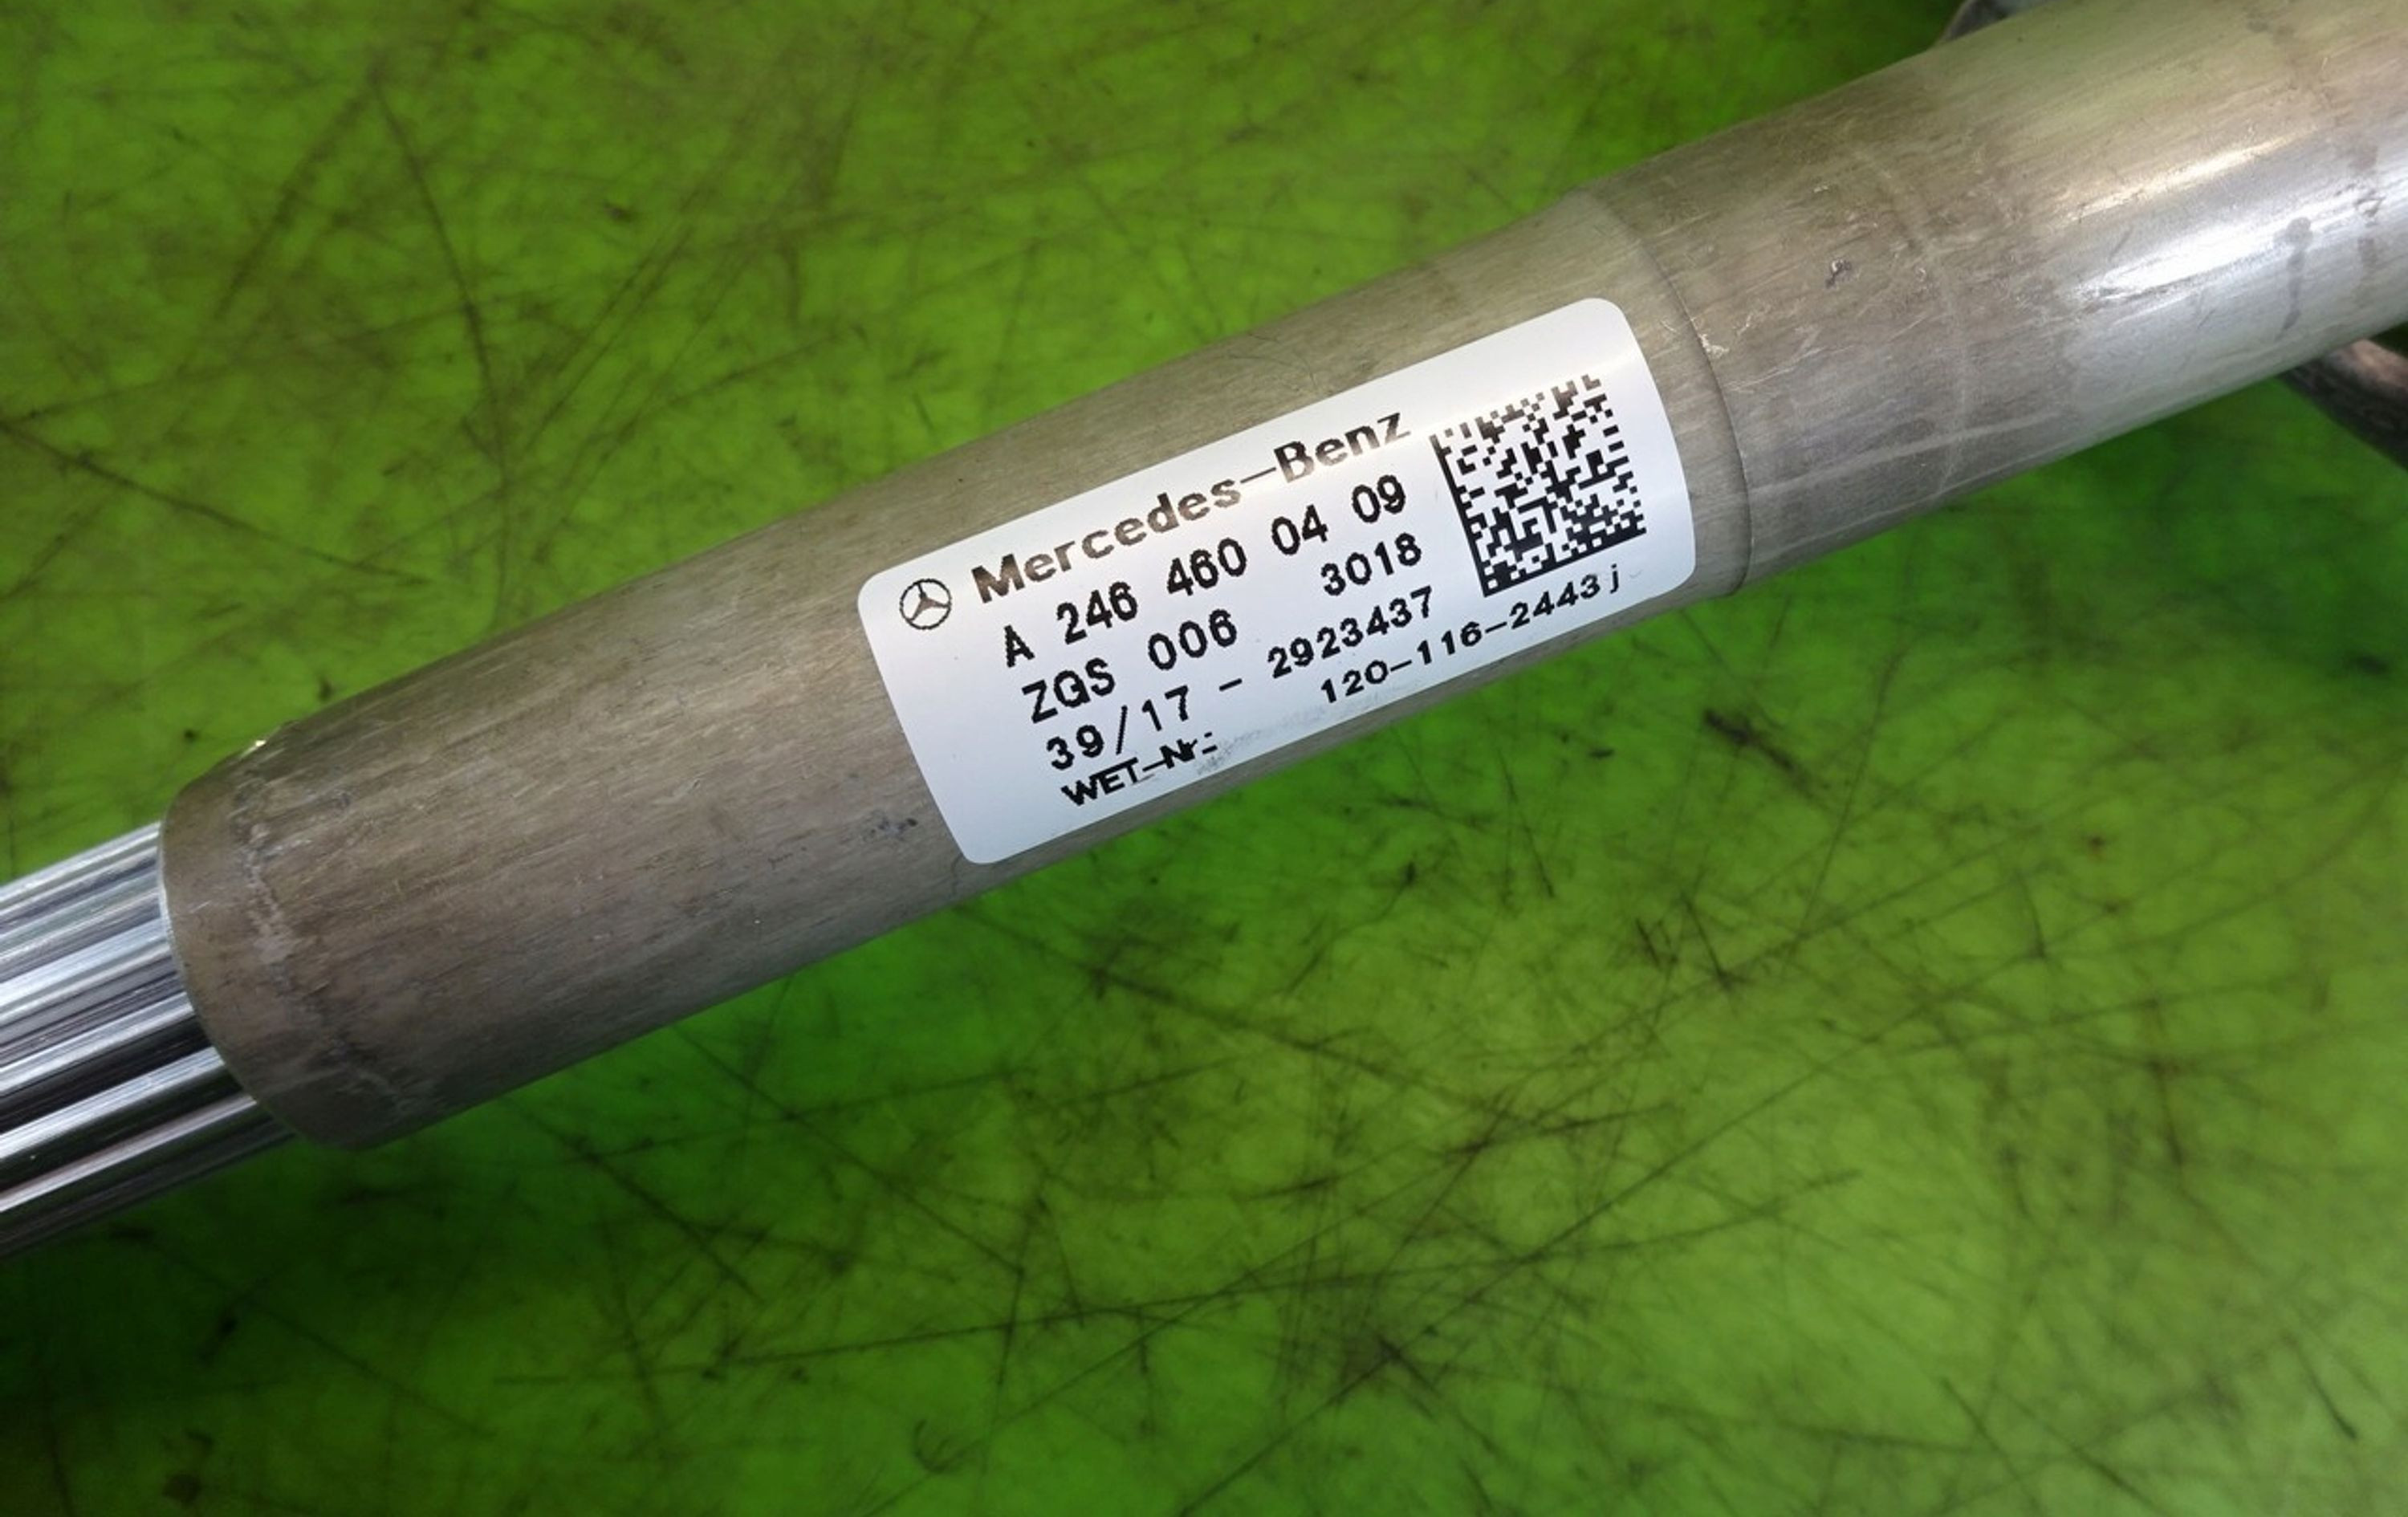 Mercedes-Benz
A 246 460 04 09
ZGS 006 3018
39/17 - 2923437
120-116-2443j
WET-Nr: